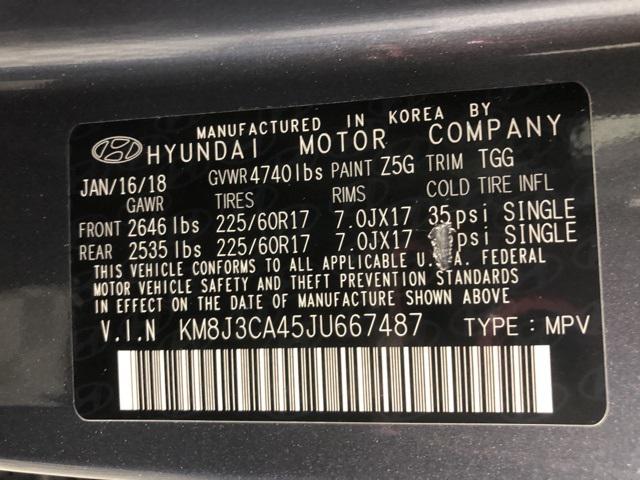 MANUFACTURED IN KOREA BY
HYUNDAI MOTOR COMPANY
JAN/16/18 GVWR 4740lbs PAINT Z5G TRIM TGG
GAWR TIRES RIMS COLD TIRE INFL
FRONT 2646 lbs 225/60R17 7.0JX17 35 psi SINGLE
REAR 2535 lbs 225/60R17 7.0JX17 psi SINGLE
THIS VEHICLE CONFORMS TO ALL APPLICABLE U.S.A. FEDERAL
MOTOR VEHICLE SAFETY AND THEFT PREVENTION STANDARDS
IN EFFECT ON THE DATE OF MANUFACTURE SHOWN ABOVE.
V.I.N KM8J3CA45JU667487 TYPE : MPV